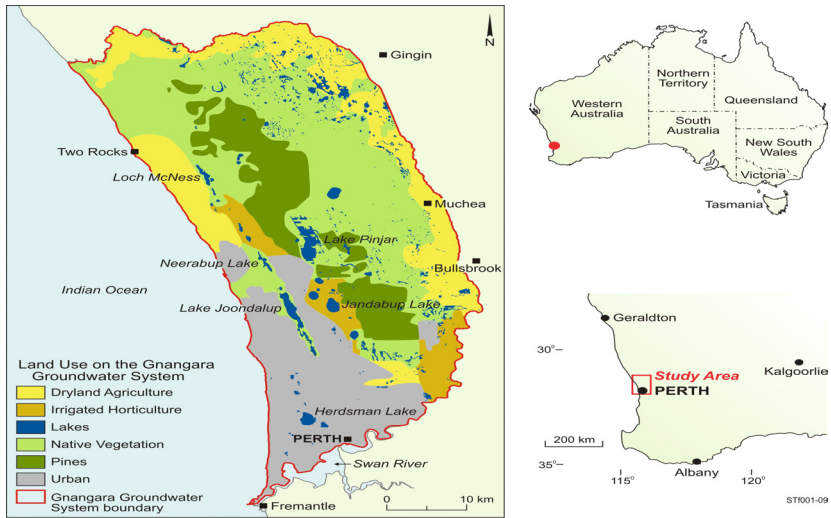 N
Gingin
Two Rocks
Loch McNess
Muchea
Lake Pinjar
Neerabup Lake
Bullsbrook
Indian Ocean
Lake Joondalup
Jandabup Lake
Land Use on the Gnangara
Groundwater System
Dryland Agriculture
Irrigated Horticulture
Lakes
Native Vegetation
Pines
Urban
Gnangara Groundwater
System boundary
Herdsman Lake
PERTH
Swan River
Fremantle
0 10 km
Northern
Territory
Western
Australia
Queensland
South
Australia
New South
Wales
Victoria
Tasmania
Geraldton
30°
Kalgoorlie
Study Area
PERTH
200 km
35°
Albany
115°
120°
STf001-09